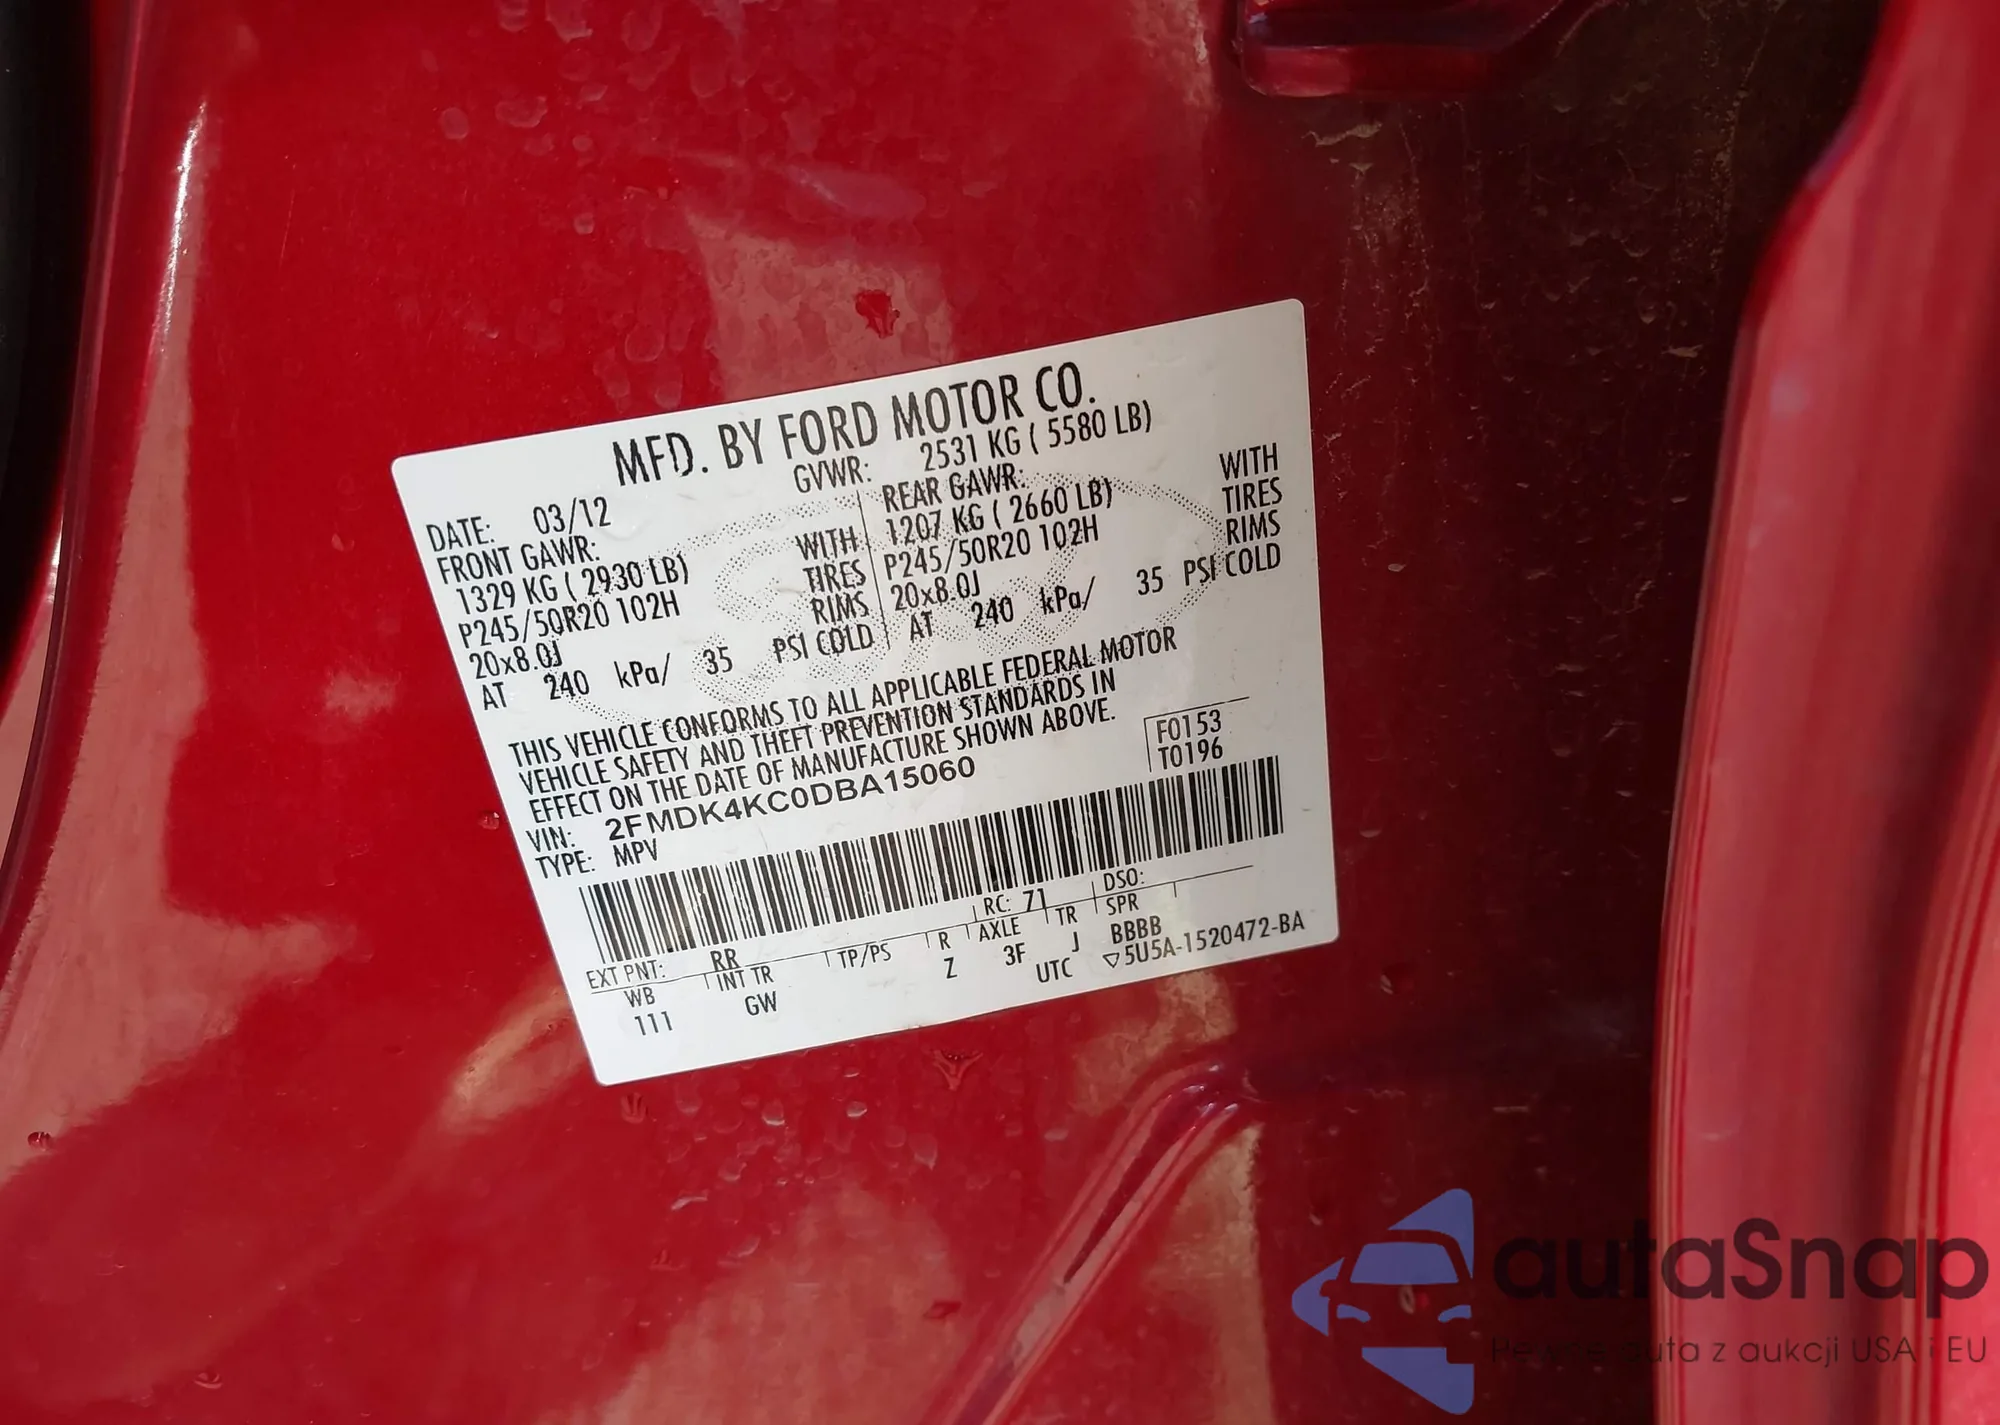 MFD. BY FORD MOTOR CO.
GVWR: 2531 KG ( 5580 LB)
DATE: 03/12
FRONT GAWR:
1329 KG ( 2930 LB) WITH
P245/50R20 102H TIRES
20x8.0J RIMS
AT 240 kPa/ 35 PSI COLD
REAR GAWR:
1207 KG ( 2660 LB) WITH
P245/50R20 102H TIRES
20x8.0J RIMS
AT 240 kPa/ 35 PSI COLD
THIS VEHICLE CONFORMS TO ALL APPLICABLE FEDERAL MOTOR
VEHICLE SAFETY AND THEFT PREVENTION STANDARDS IN
EFFECT ON THE DATE OF MANUFACTURE SHOWN ABOVE.
F0153
T0196
VIN: 2FMDK4KC0DBA15060
TYPE: MPV
EXT PNT: RR RC: 71 DSO:
WB INT TR TP/PS R AXLE TR SPR
111 GW Z 3F J BBBB
UTC ▽5U5A-1520472-BA
autaSnap
auta z aukcji USA i EU